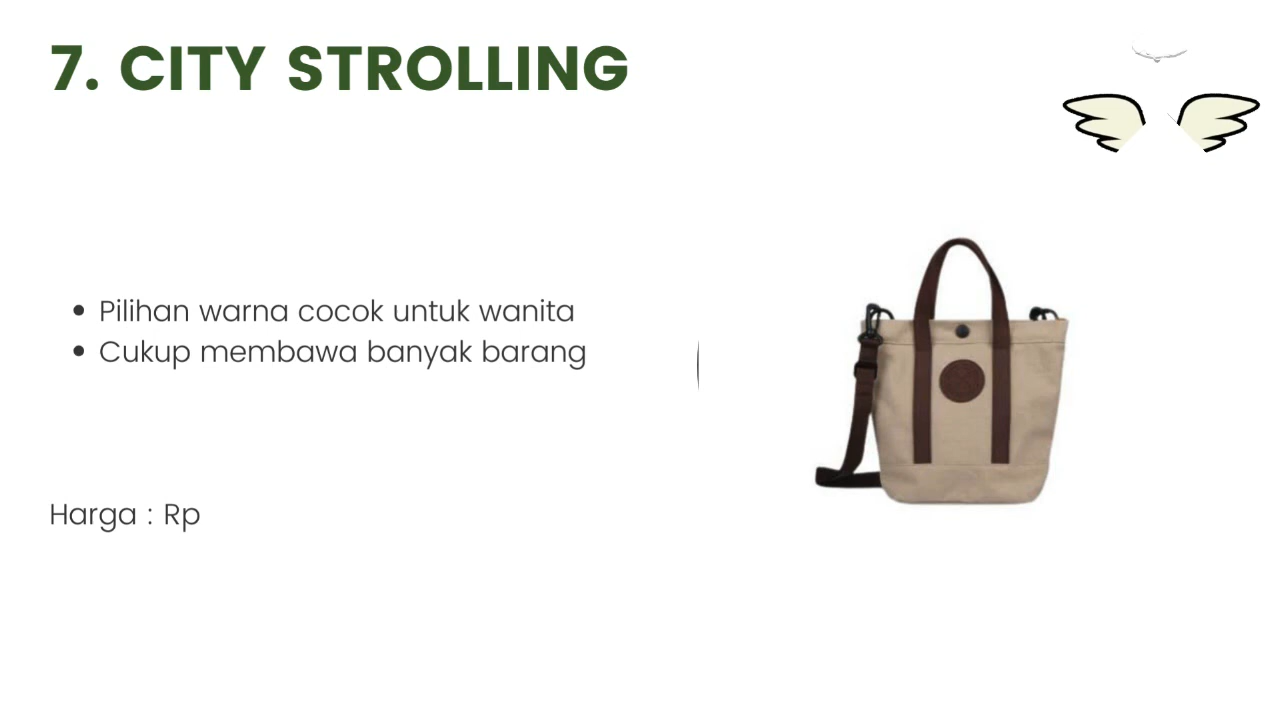 7. CITY STROLLING
• Pilihan warna cocok untuk wanita
• Cukup membawa banyak barang
Harga : Rp